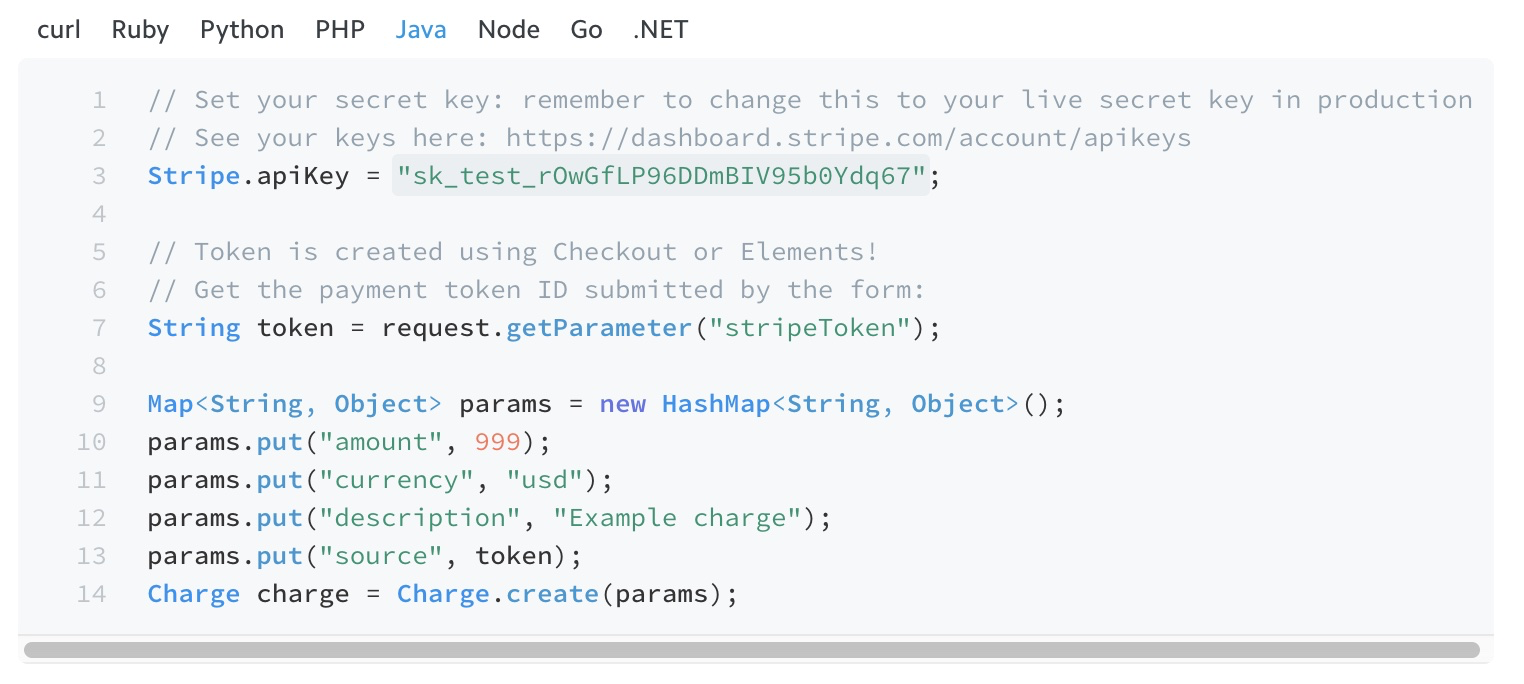 curl Ruby Python PHP Java Node Go .NET
1 // Set your secret key: remember to change this to your live secret key in production
2 // See your keys here: https://dashboard.stripe.com/account/apikeys
3 Stripe.apiKey = "sk_test_rOwGfLP96DDmBIV95b0Ydq67";
4
5 // Token is created using Checkout or Elements!
6 // Get the payment token ID submitted by the form:
7 String token = request.getParameter("stripeToken");
8
9 Map<String, Object> params = new HashMap<String, Object>();
10 params.put("amount", 999);
11 params.put("currency", "usd");
12 params.put("description", "Example charge");
13 params.put("source", token);
14 Charge charge = Charge.create(params);